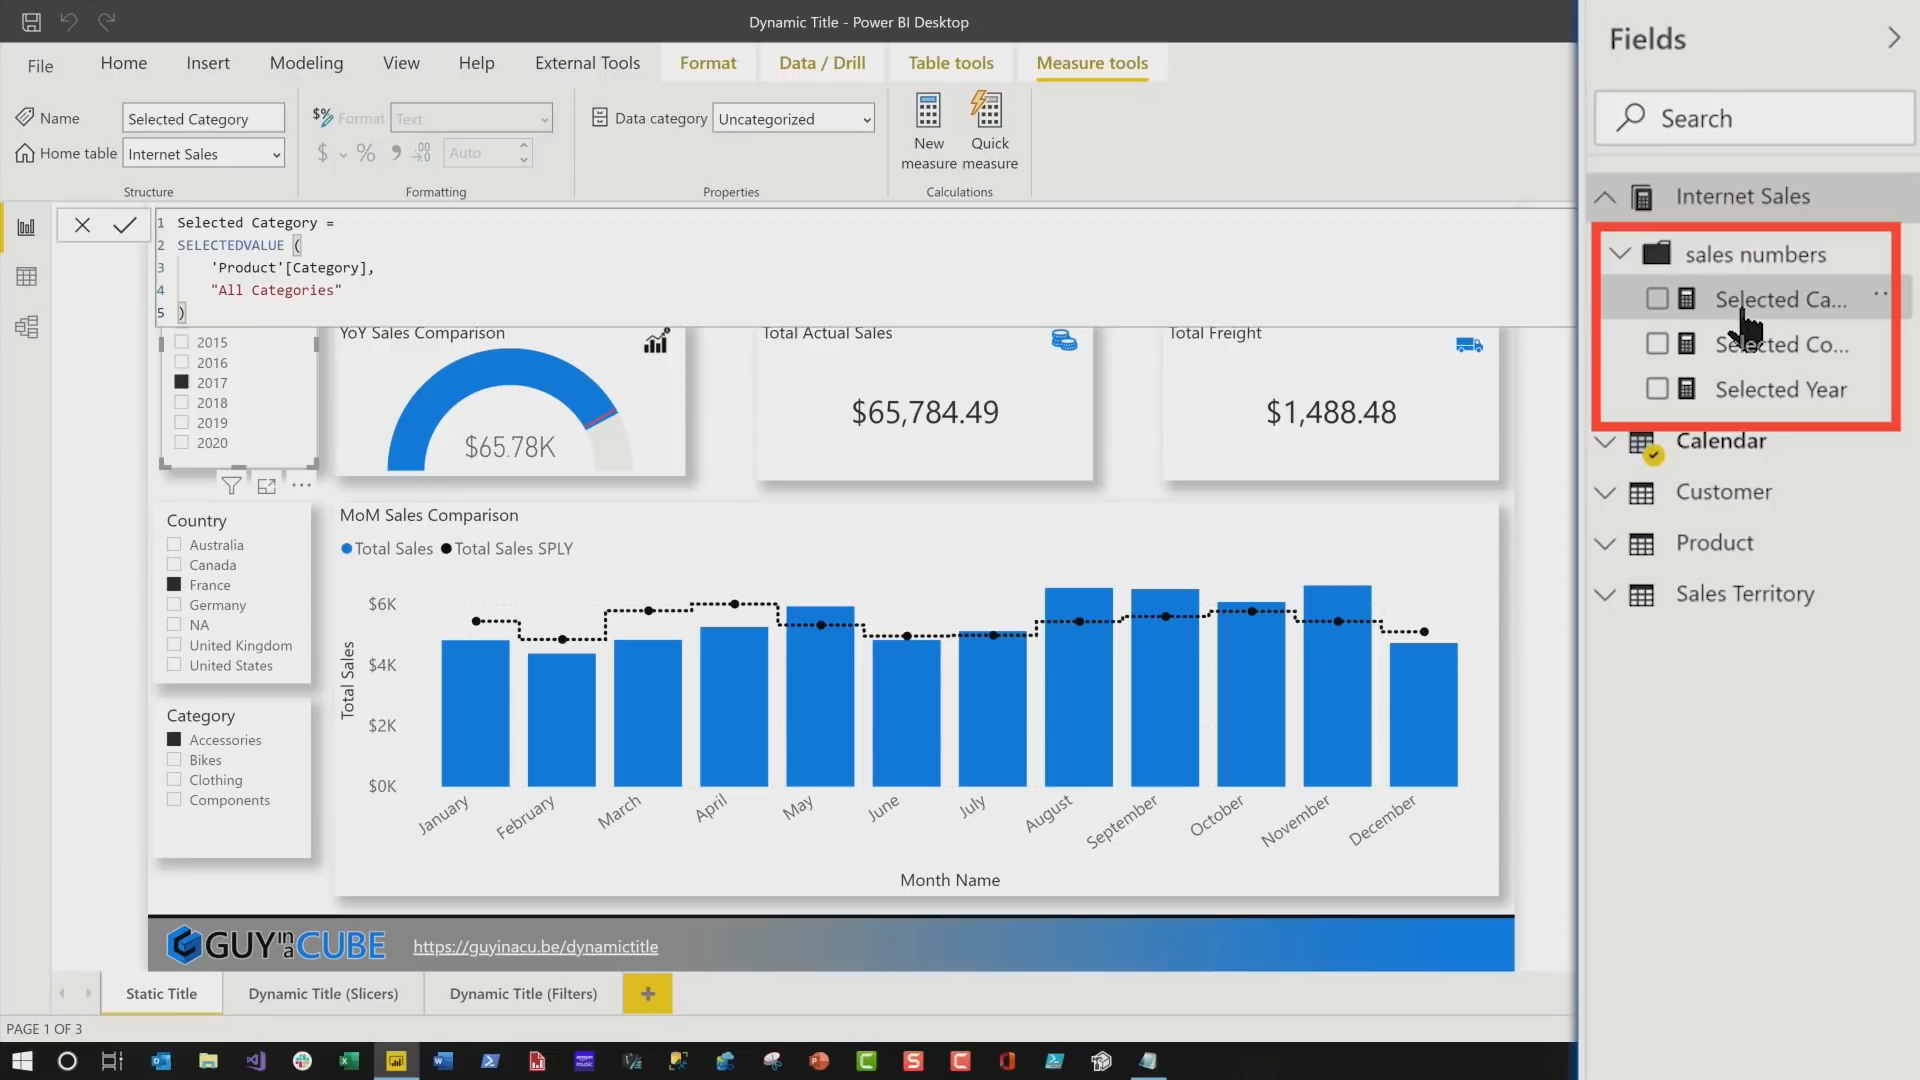 Dynamic Title - Power BI Desktop
File Home Insert Modeling View Help External Tools Format Data / Drill Table tools Measure tools
Name Selected Category
Home table Internet Sales
Structure
$% Format Text
$ % , .00 Auto
Formatting
Data category Uncategorized
Properties
New measure
Quick measure
Calculations
1 Selected Category =
2 SELECTEDVALUE (
3 'Product'[Category],
4 "All Categories"
5 )
2015
2016
2017
2018
2019
2020
YoY Sales Comparison
$65.78K
Total Actual Sales
$65,784.49
Total Freight
$1,488.48
Country
Australia
Canada
France
Germany
NA
United Kingdom
United States
Category
Accessories
Bikes
Clothing
Components
MoM Sales Comparison
Total Sales Total Sales SPLY
Total Sales
$6K
$4K
$2K
$0K
January February March April May June July August September October November December
Month Name
GUY in a CUBE
https://guyinacu.be/dynamictitle
Static Title Dynamic Title (Slicers) Dynamic Title (Filters) +
PAGE 1 OF 3
Fields
Search
Internet Sales
sales numbers
Selected Ca...
Selected Co...
Selected Year
Calendar
Customer
Product
Sales Territory